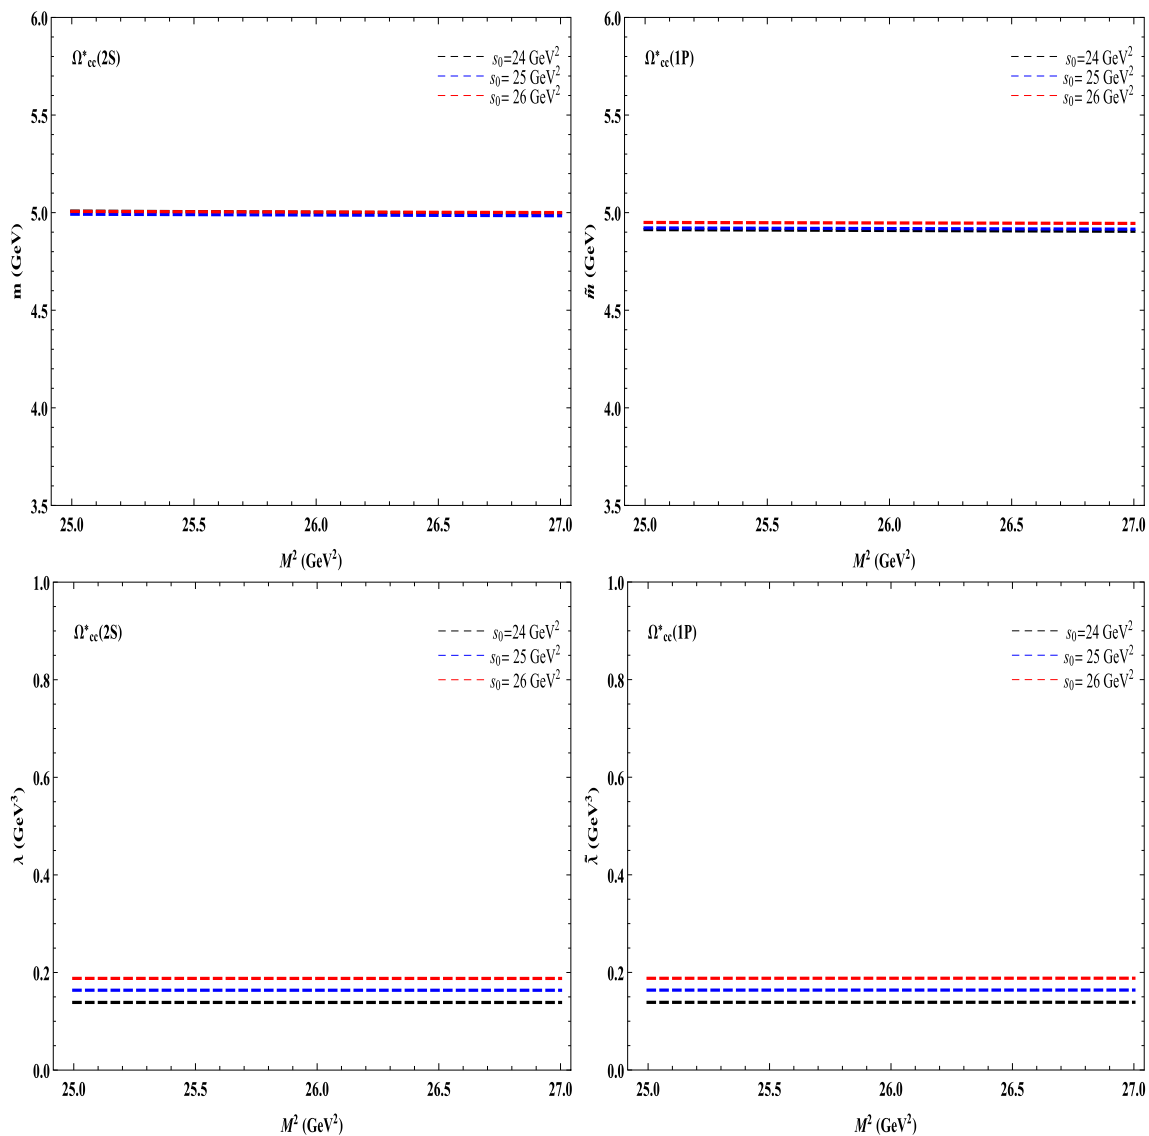 Ω*cc(2S)
s0=24 GeV2
s0= 25 GeV2
s0= 26 GeV2
6.0
5.5
5.0
4.5
4.0
3.5
m (GeV)
25.0 25.5 26.0 26.5 27.0
M2 (GeV2)
Ω*cc(1P)
s0=24 GeV2
s0= 25 GeV2
s0= 26 GeV2
6.0
5.5
5.0
4.5
4.0
3.5
m̃ (GeV)
25.0 25.5 26.0 26.5 27.0
M2 (GeV2)
Ω*cc(2S)
s0=24 GeV2
s0= 25 GeV2
s0= 26 GeV2
1.0
0.8
0.6
0.4
0.2
0.0
λ (GeV3)
25.0 25.5 26.0 26.5 27.0
M2 (GeV2)
Ω*cc(1P)
s0=24 GeV2
s0= 25 GeV2
s0= 26 GeV2
1.0
0.8
0.6
0.4
0.2
0.0
λ̃ (GeV3)
25.0 25.5 26.0 26.5 27.0
M2 (GeV2)